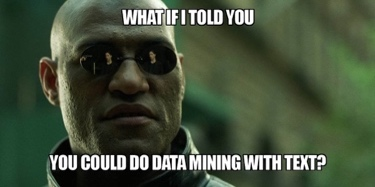 WHAT IF I TOLD YOU
YOU COULD DO DATA MINING WITH TEXT?